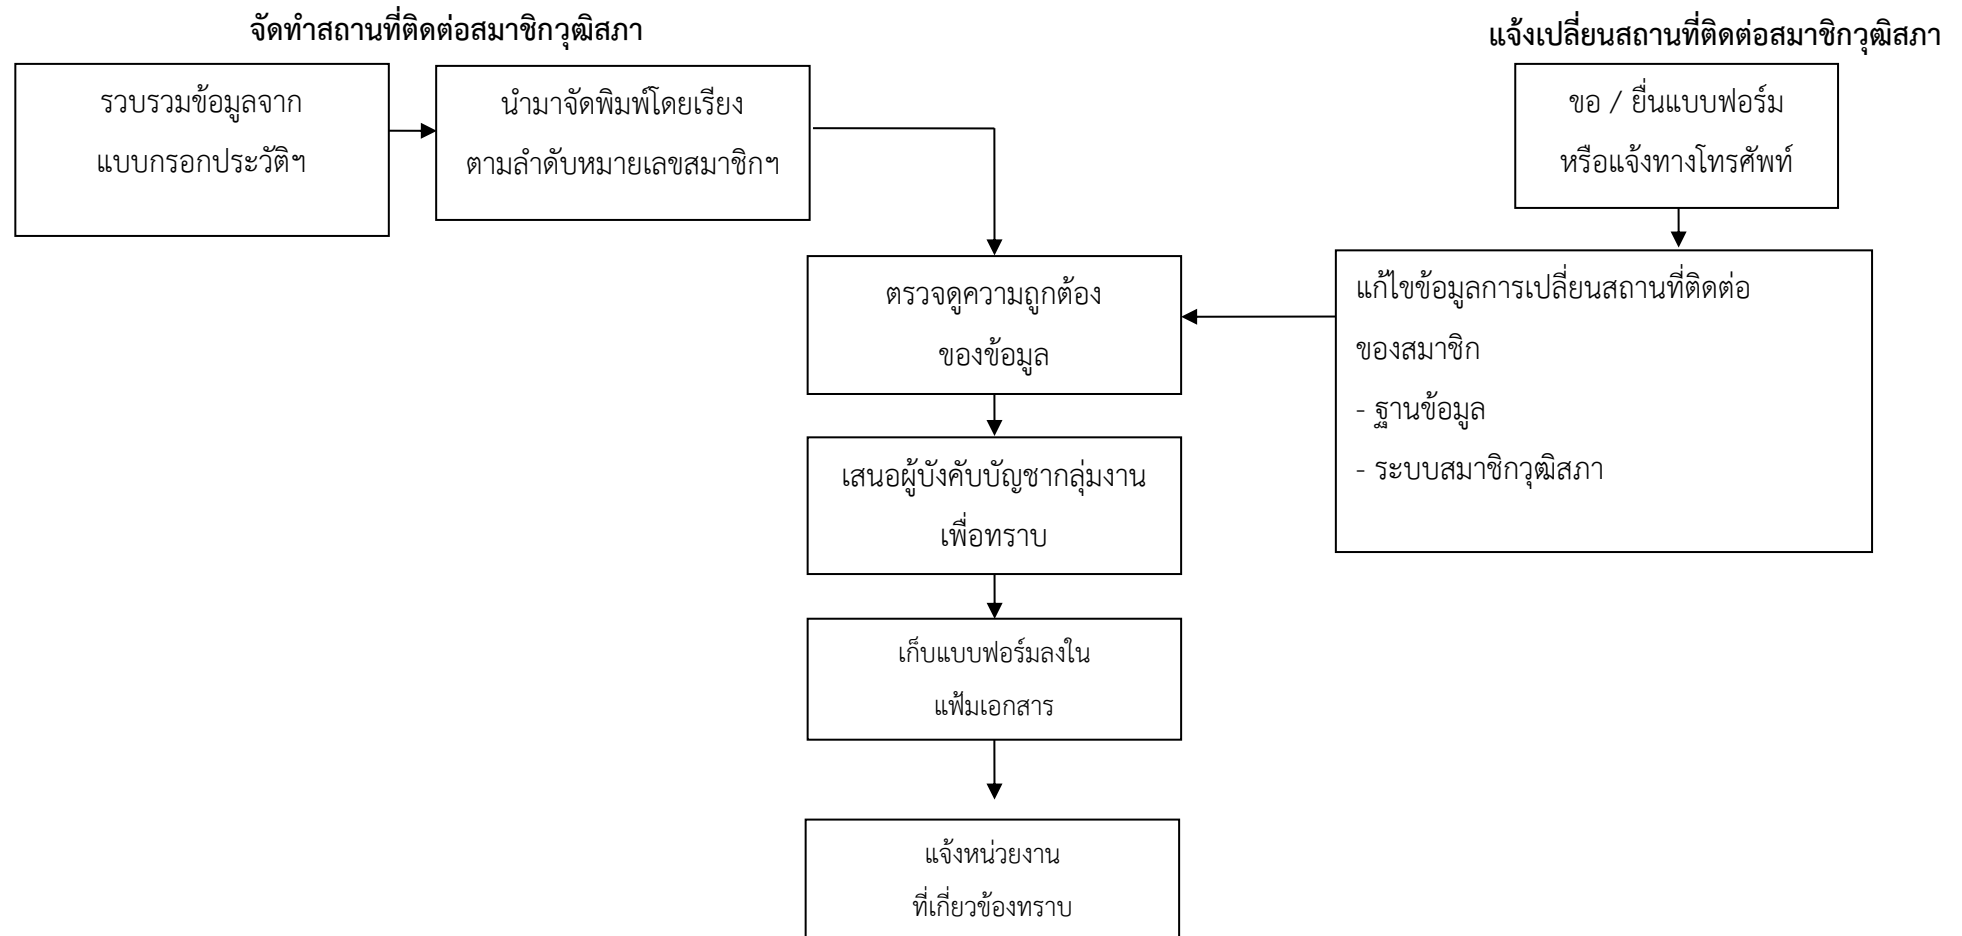 จัดทำสถานที่ติดต่อสมาชิกวุฒิสภา
รวบรวมข้อมูลจาก
แบบกรอกประวัติฯ
นำมาจัดพิมพ์โดยเรียง
ตามลำดับหมายเลขสมาชิกฯ
แจ้งเปลี่ยนสถานที่ติดต่อสมาชิกวุฒิสภา
ขอ / ยื่นแบบฟอร์ม
หรือแจ้งทางโทรศัพท์
แก้ไขข้อมูลการเปลี่ยนสถานที่ติดต่อ
ของสมาชิก
- ฐานข้อมูล
- ระบบสมาชิกวุฒิสภา
ตรวจดูความถูกต้อง
ของข้อมูล
เสนอผู้บังคับบัญชากลุ่มงาน
เพื่อทราบ
เก็บแบบฟอร์มลงใน
แฟ้มเอกสาร
แจ้งหน่วยงาน
ที่เกี่ยวข้องทราบ